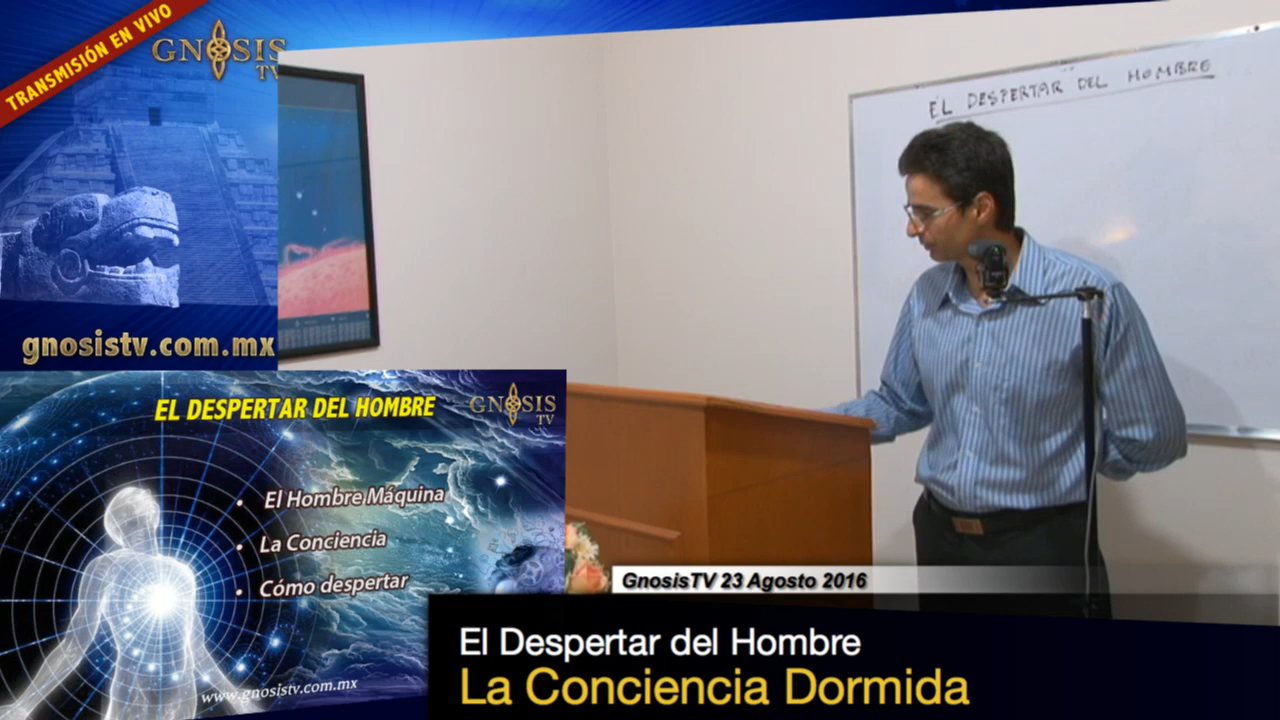 TRANSMISIÓN EN VIVO
GNOSIS
TV
EL DESPERTAR DEL HOMBRE
gnosistv.com.mx
EL DESPERTAR DEL HOMBRE
GNOSIS
TV
• El Hombre Máquina
• La Conciencia
• Cómo despertar
www.gnosistv.com.mx
GnosisTV 23 Agosto 2016
El Despertar del Hombre
La Conciencia Dormida